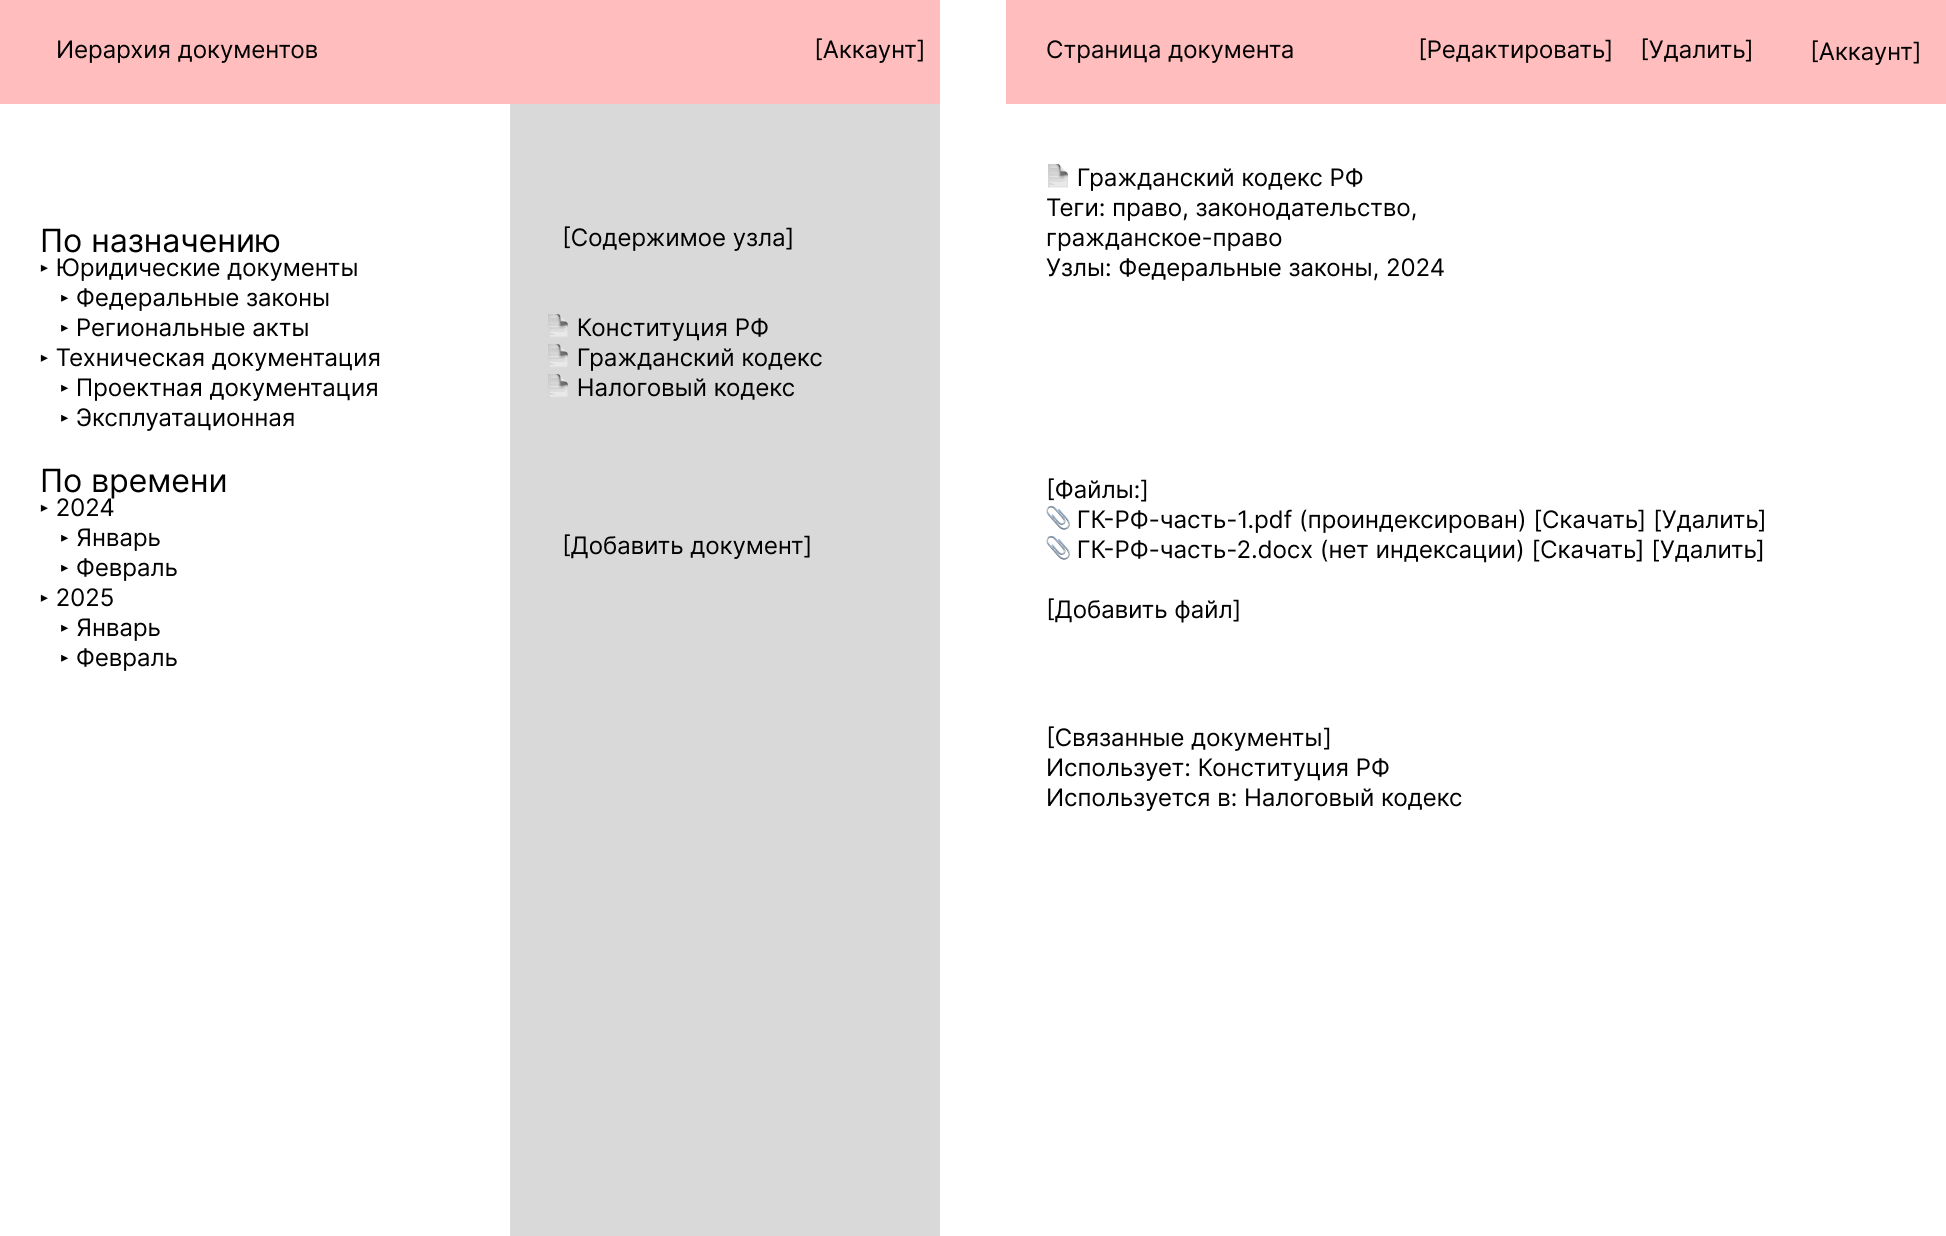 Иерархия документов
[Аккаунт]
По назначению
‣ Юридические документы
‣ Федеральные законы
‣ Региональные акты
‣ Техническая документация
‣ Проектная документация
‣ Эксплуатационная
По времени
‣ 2024
‣ Январь
‣ Февраль
‣ 2025
‣ Январь
‣ Февраль
[Содержимое узла]
Конституция РФ
Гражданский кодекс
Налоговый кодекс
[Добавить документ]
Страница документа
[Редактировать]
[Удалить]
[Аккаунт]
Гражданский кодекс РФ
Теги: право, законодательство,
гражданское-право
Узлы: Федеральные законы, 2024
[Файлы:]
ГК-РФ-часть-1.pdf (проиндексирован) [Скачать] [Удалить]
ГК-РФ-часть-2.docx (нет индексации) [Скачать] [Удалить]
[Добавить файл]
[Связанные документы]
Использует: Конституция РФ
Используется в: Налоговый кодекс